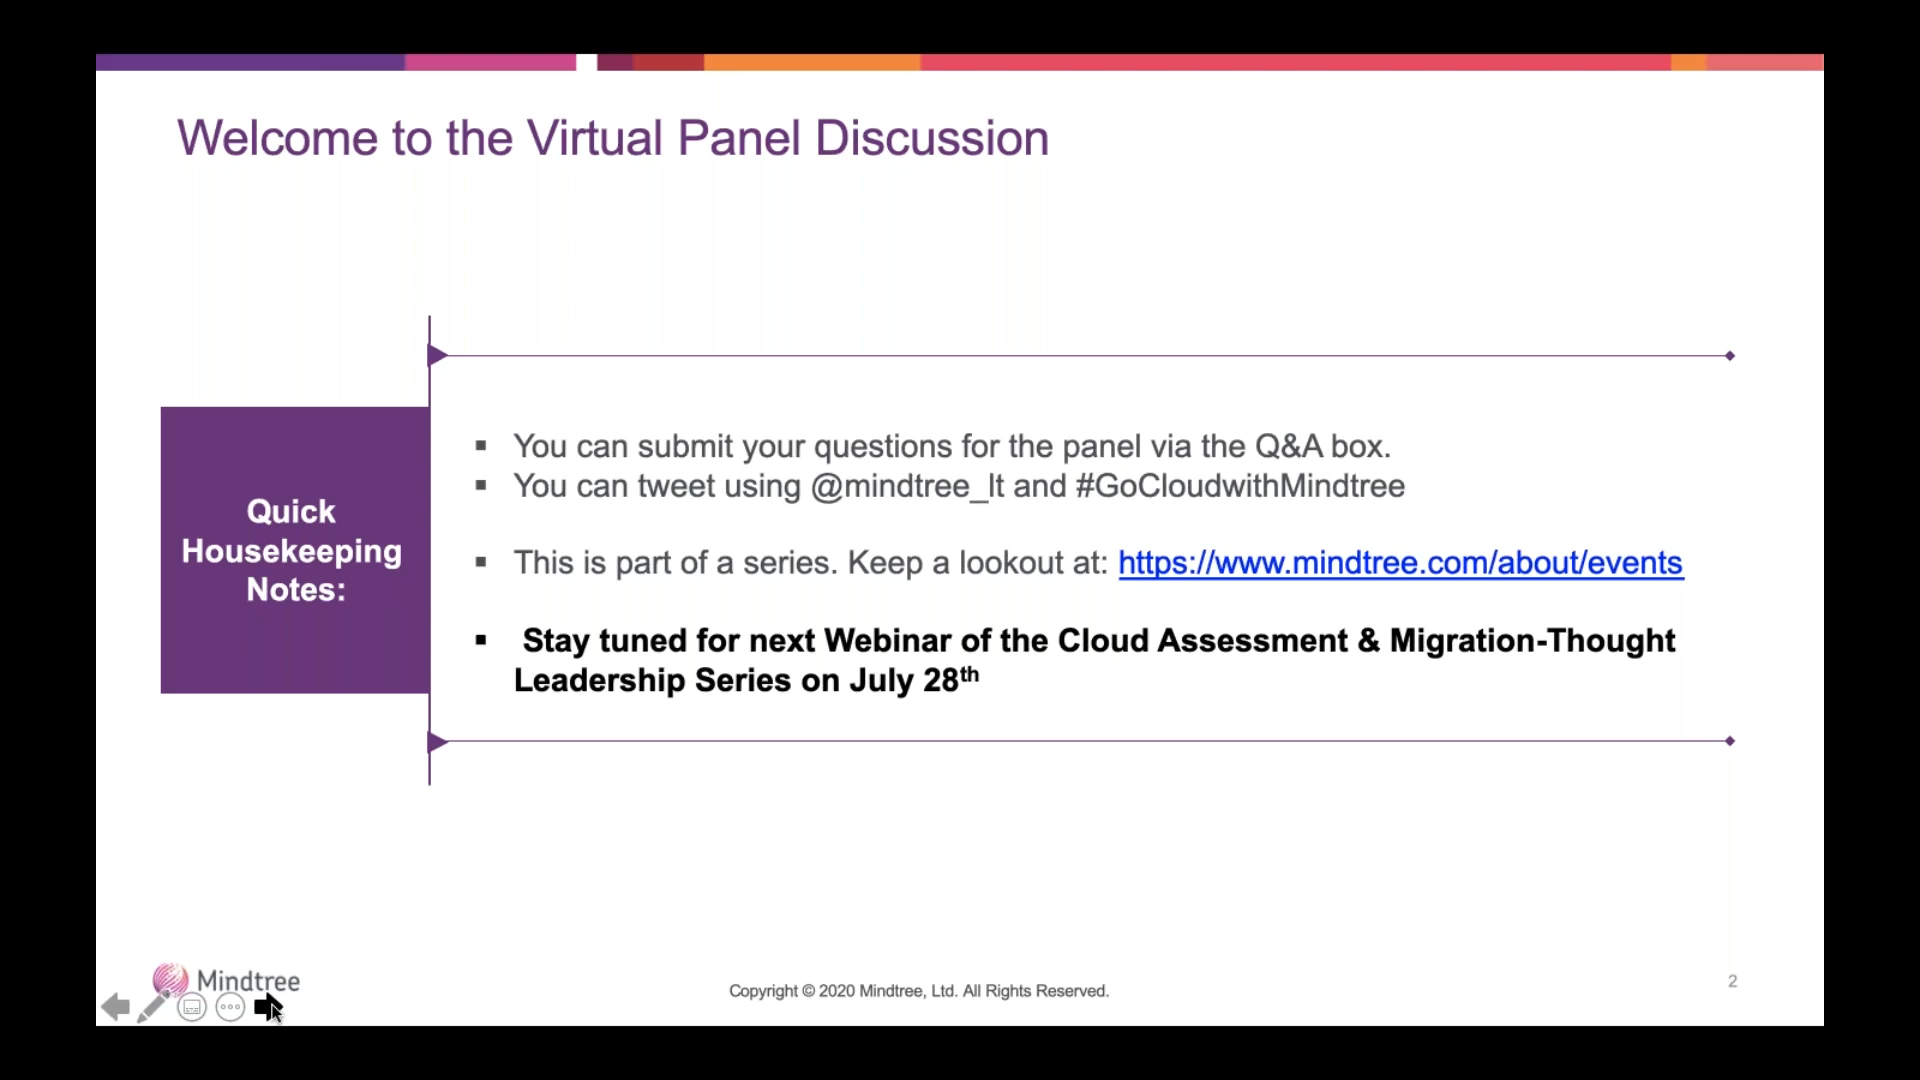 Welcome to the Virtual Panel Discussion
Quick
Housekeeping
Notes:
▪ You can submit your questions for the panel via the Q&A box.
▪ You can tweet using @mindtree_lt and #GoCloudwithMindtree
▪ This is part of a series. Keep a lookout at: https://www.mindtree.com/about/events
▪ Stay tuned for next Webinar of the Cloud Assessment & Migration-Thought
Leadership Series on July 28th
Mindtree
Copyright © 2020 Mindtree, Ltd. All Rights Reserved.
2